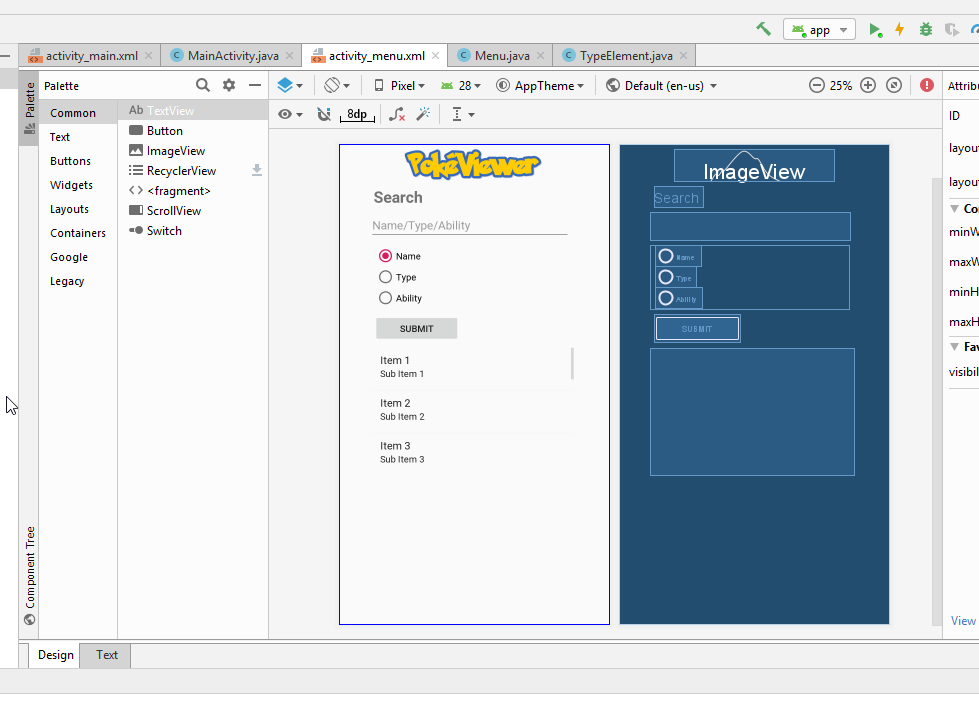 app
activity_main.xml
MainActivity.java
activity_menu.xml
Menu.java
TypeElement.java
Palette
Pixel
28
AppTheme
Default (en-us)
25%
Attribu
8dp
Palette
Component Tree
Common
Text
Buttons
Widgets
Layouts
Containers
Google
Legacy
Ab TextView
Button
ImageView
RecyclerView
<fragment>
ScrollView
Switch
PokéViewer
Search
Name/Type/Ability
Name
Type
Ability
SUBMIT
Item 1
Sub Item 1
Item 2
Sub Item 2
Item 3
Sub Item 3
ImageView
Search
Name
Type
Ability
SUBMIT
ID
layou
layou
Co
minW
maxW
minH
maxH
Fav
visibil
View
Design
Text